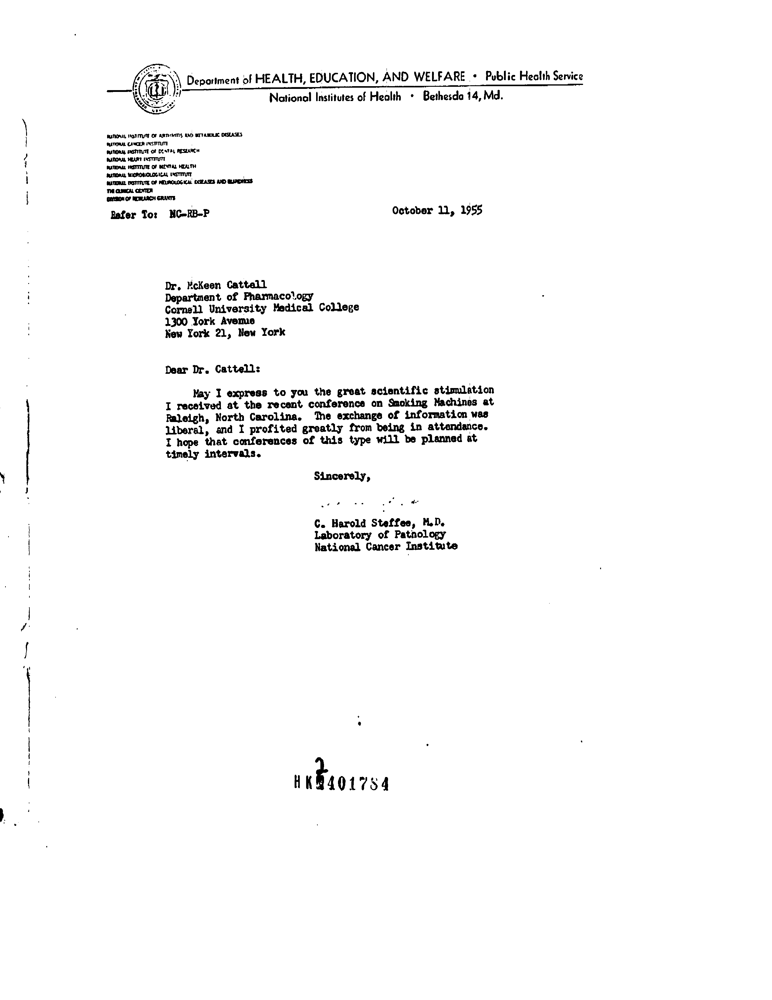 Department of HEALTH, EDUCATION, AND WELFARE • Public Health Service
National Institutes of Health • Bethesda 14, Md.
NATIONAL INSTITUTE OF ARTHRITIS AND METABOLIC DISEASES
NATIONAL CANCER INSTITUTE
NATIONAL INSTITUTE OF DENTAL RESEARCH
NATIONAL HEART INSTITUTE
NATIONAL INSTITUTE OF MENTAL HEALTH
NATIONAL MICROBIOLOGICAL INSTITUTE
NATIONAL INSTITUTE OF NEUROLOGICAL DISEASES AND BLINDNESS
THE CLINICAL CENTER
DIVISION OF RESEARCH GRANTS
Refer To: NC-RB-P
October 11, 1955
Dr. McKeen Cattell
Department of Pharmacology
Cornell University Medical College
1300 York Avenue
New York 21, New York
Dear Dr. Cattell:
May I express to you the great scientific stimulation
I received at the recent conference on Smoking Machines at
Raleigh, North Carolina. The exchange of information was
liberal, and I profited greatly from being in attendance.
I hope that conferences of this type will be planned at
timely intervals.
Sincerely,
C. Harold Steffee, M.D.
Laboratory of Pathology
National Cancer Institute